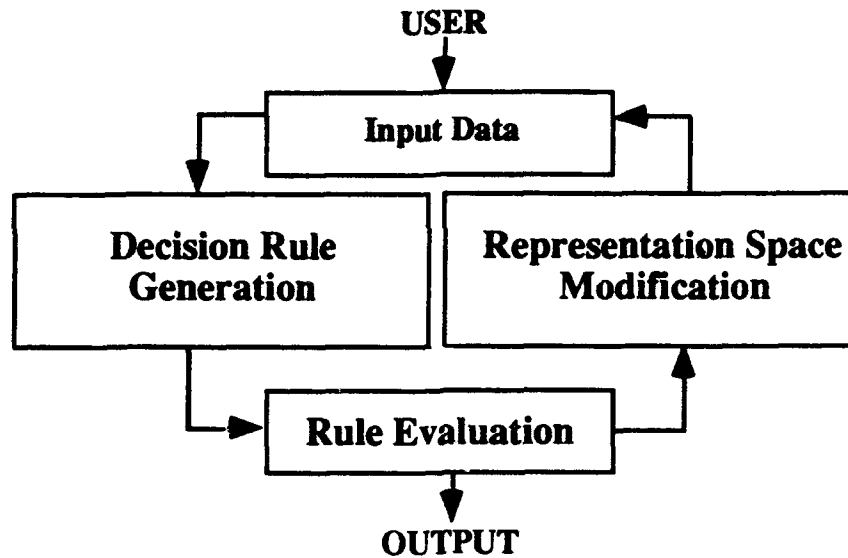 USER
Input Data
Decision Rule
Generation
Representation Space
Modification
Rule Evaluation
OUTPUT